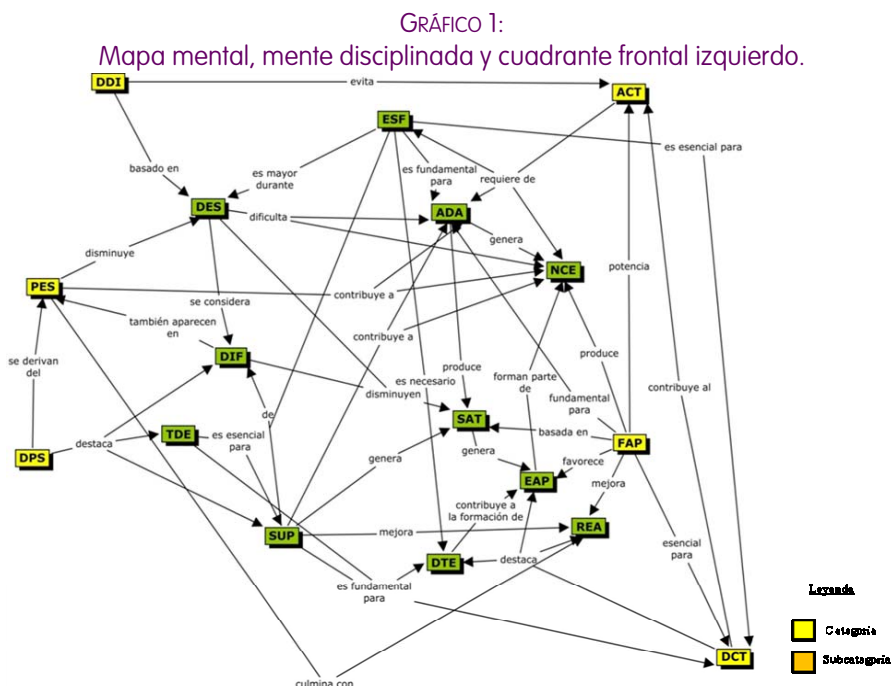 GRÁFICO 1:
Mapa mental, mente disciplinada y cuadrante frontal izquierdo.
DDI
evita
ACT
ESF
es esencial para
basado en
es mayor
durante
es fundamental
para
requiere de
DES
dificulta
ADA
genera
disminuye
NCE
potencia
PES
se considera
contribuye a
también aparecen
en
contribuye a
DIF
se derivan
del
produce
produce
es necesario
forman parte
de
contribuye al
disminuyen
fundamental
para
de
SAT
TDE
es esencial
para
basada en
FAP
destaca
DPS
genera
genera
favorece
EAP
mejora
contribuye a
la formación de
SUP
mejora
REA
esencial
para
DTE
destaca
es fundamental
para
Leyenda
Categoría
DCT
Subcategoría
culmina con